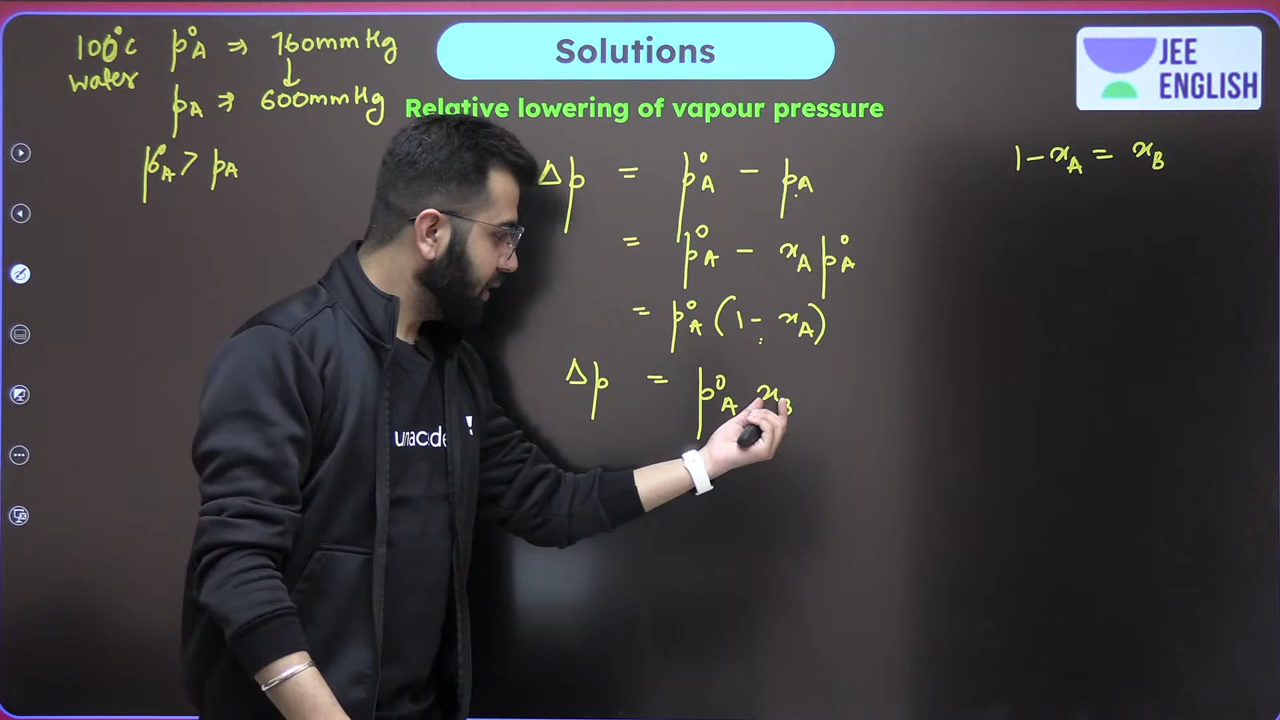 Solutions
JEE
ENGLISH
Relative lowering of vapour pressure
100°C p°A ⇒ 760mmHg
water
↓
pA ⇒ 600mmHg
p°A > pA
Δp = p°A - pA
= p°A - xA p°A
= p°A (1 - xA)
Δp = p°A xB
1 - xA = xB
unacade